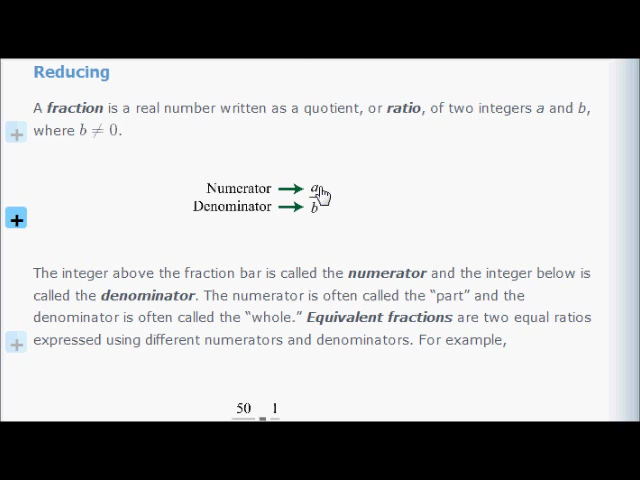 Reducing
A fraction is a real number written as a quotient, or ratio, of two integers a and b,
where b ≠ 0.
Numerator → a
Denominator → b
The integer above the fraction bar is called the numerator and the integer below is
called the denominator. The numerator is often called the “part” and the
denominator is often called the “whole.” Equivalent fractions are two equal ratios
expressed using different numerators and denominators. For example,
50 1